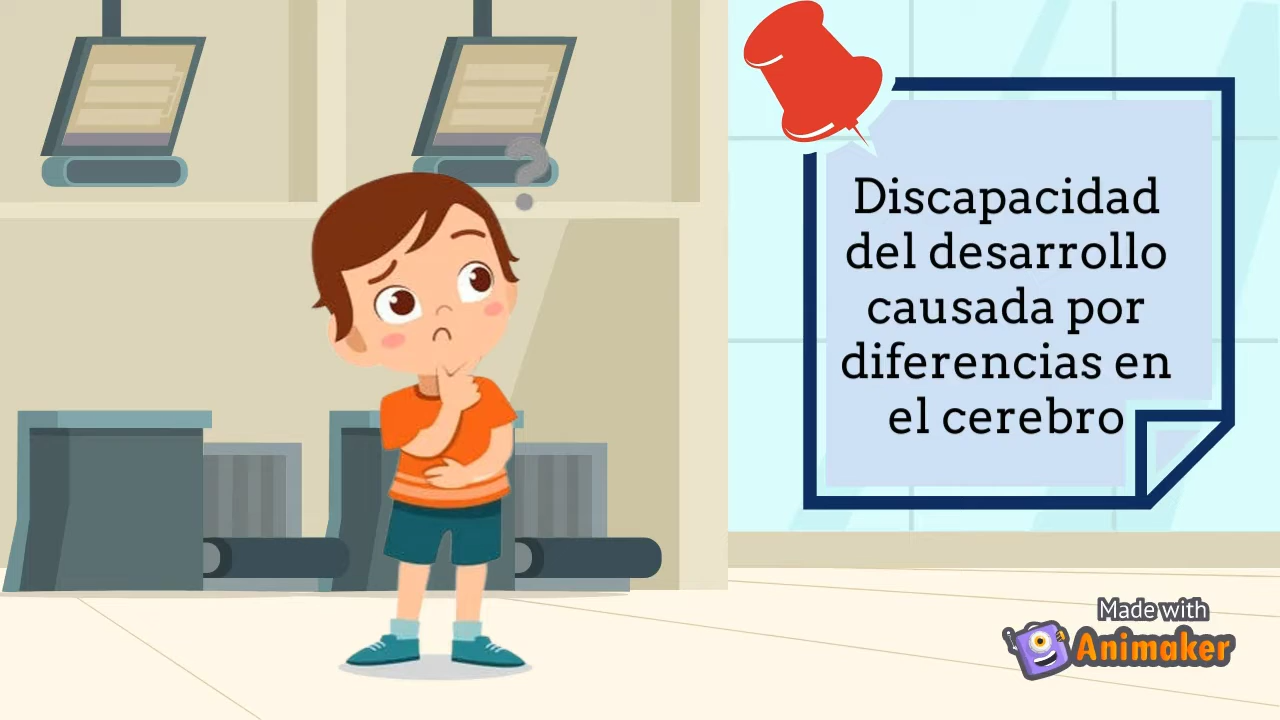 ?
Discapacidad
del desarrollo
causada por
diferencias en
el cerebro
Made with
Animaker